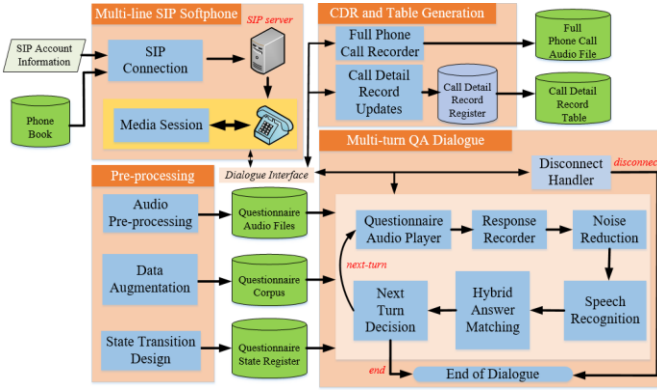 Multi-line SIP Softphone
SIP server
SIP Account
Information
SIP
Connection
Phone
Book
Media Session
Dialogue Interface
CDR and Table Generation
Full Phone
Call Recorder
Full
Phone Call
Audio File
Call Detail
Record
Updates
Call Detail
Record
Register
Call Detail
Record
Table
Pre-processing
Audio
Pre-processing
Questionnaire
Audio Files
Data
Augmentation
Questionnaire
Corpus
State Transition
Design
Questionnaire
State Register
Multi-turn QA Dialogue
Disconnect
Handler
disconnec
Questionnaire
Audio Player
Response
Recorder
Noise
Reduction
next-turn
Next
Turn
Decision
Hybrid
Answer
Matching
Speech
Recognition
end
End of Dialogue